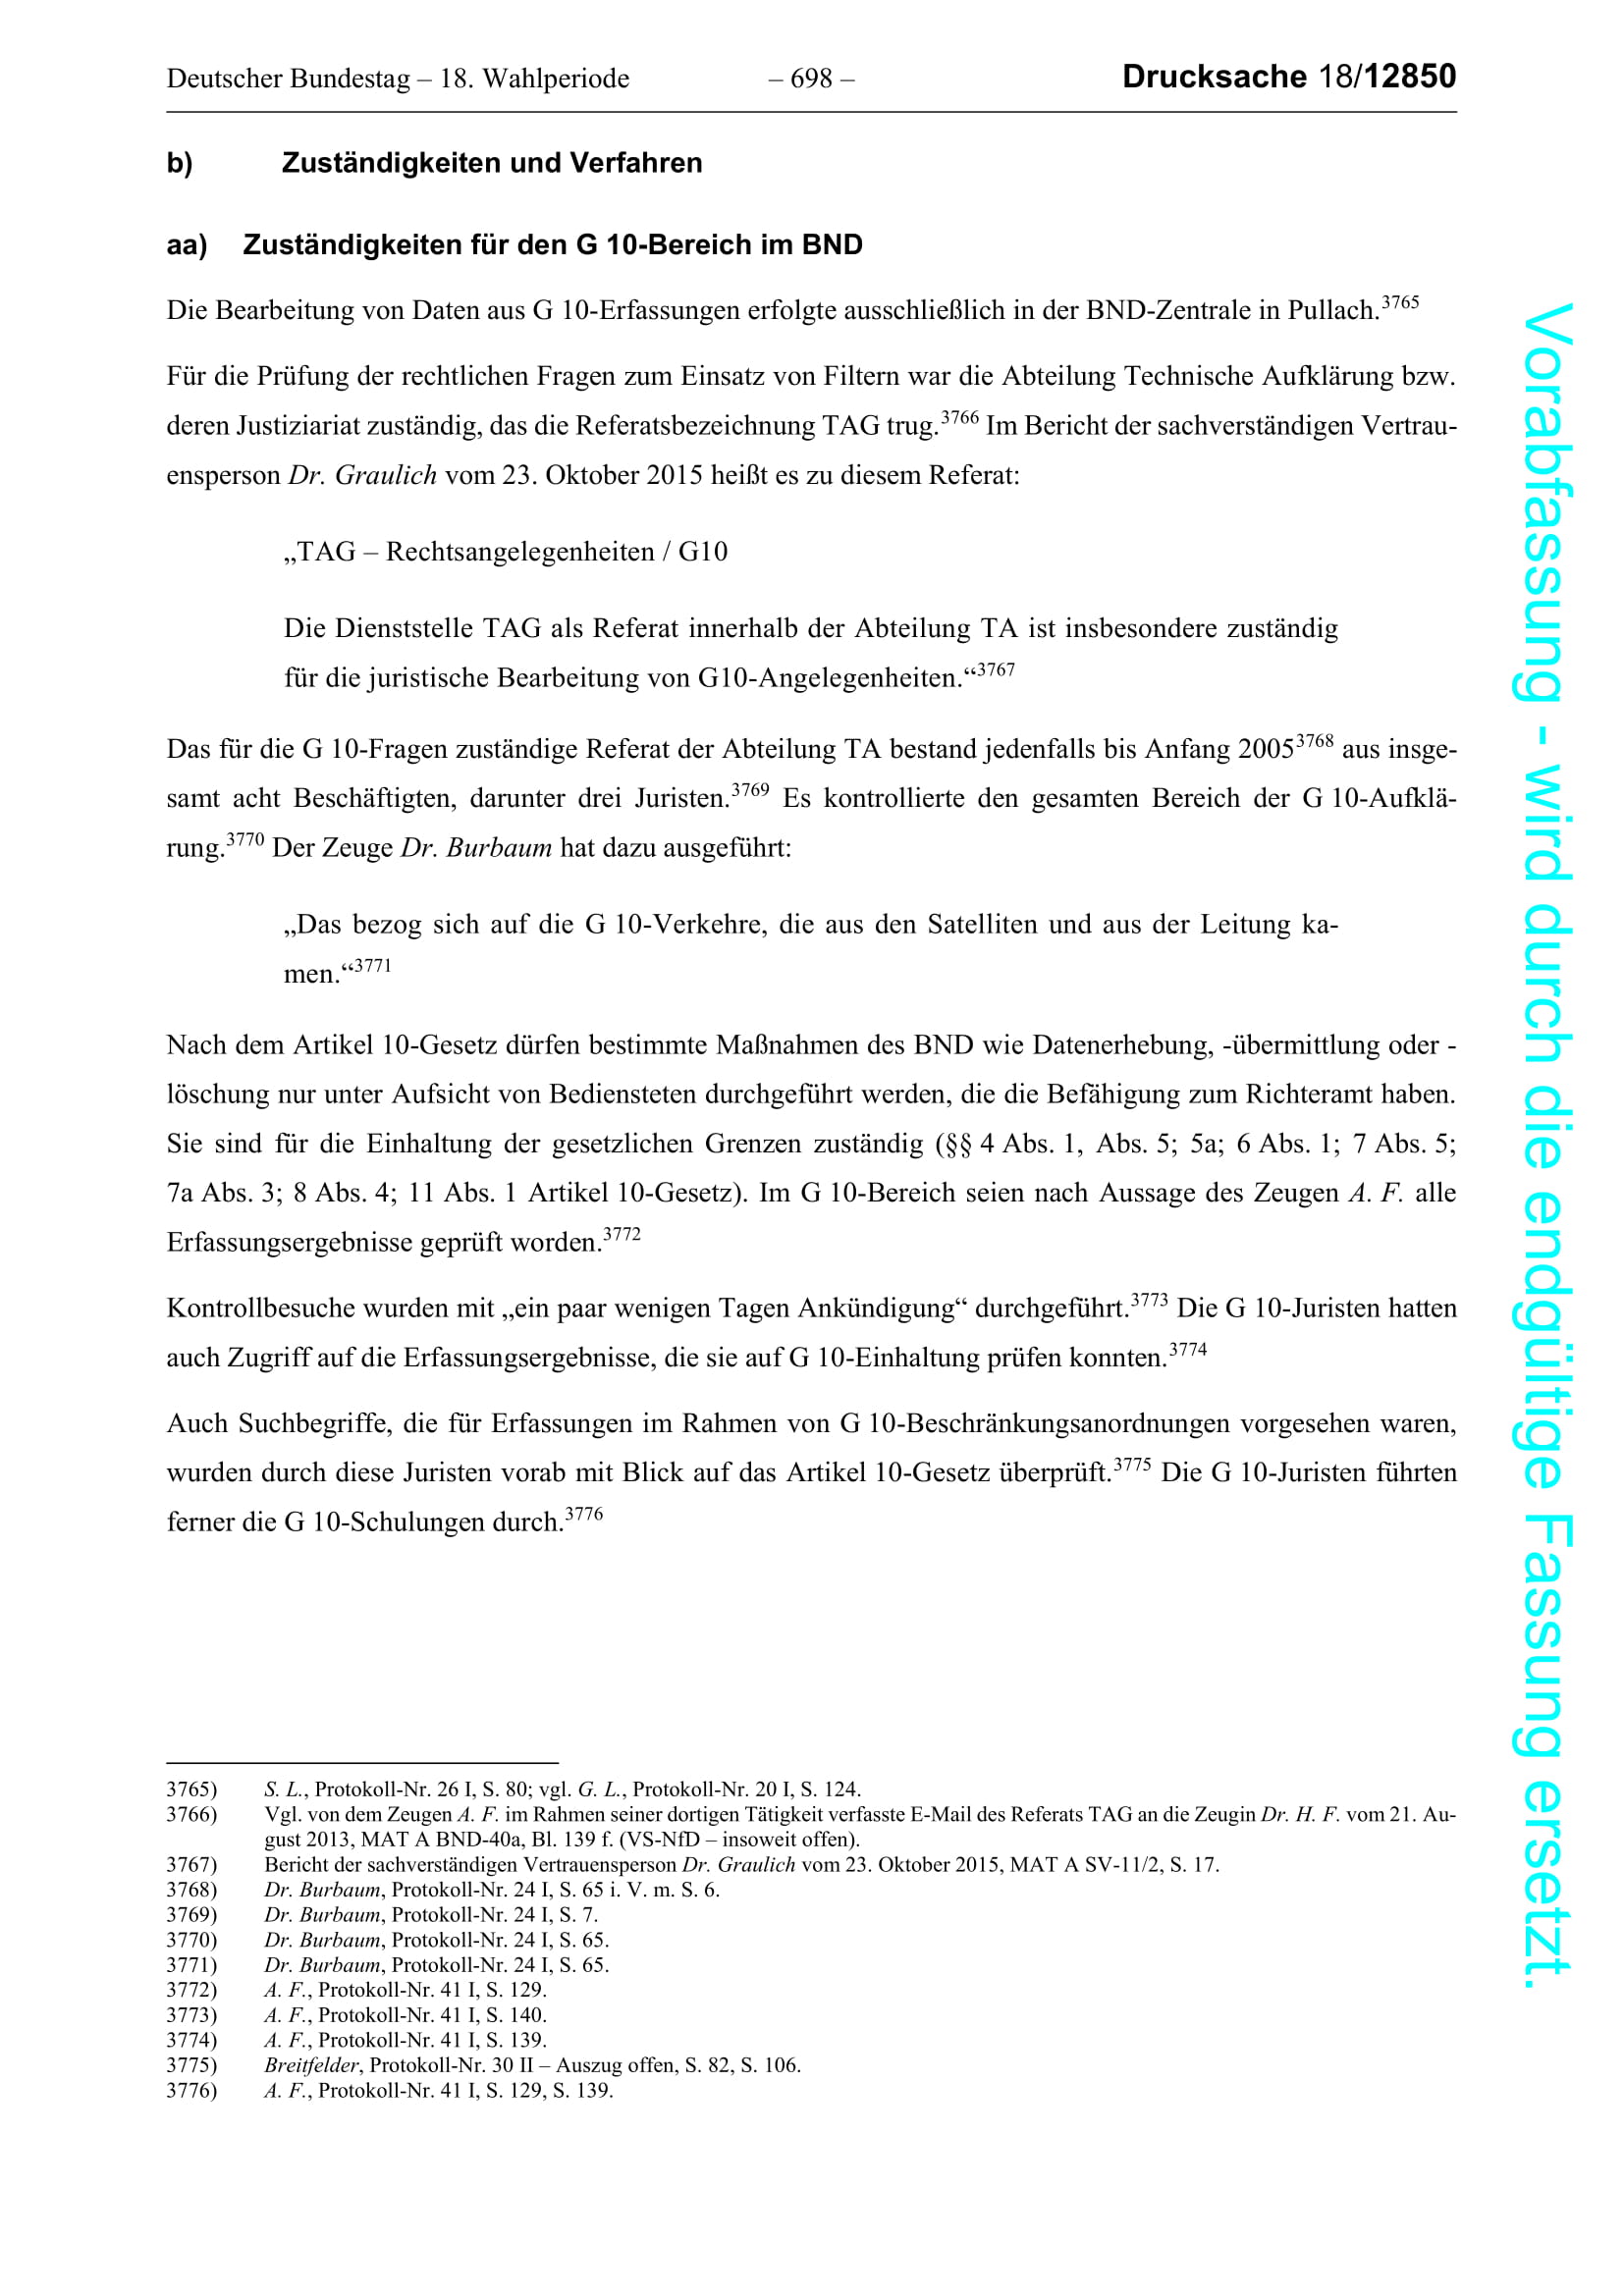 Deutscher Bundestag – 18. Wahlperiode – 698 – Drucksache 18/12850
b) Zuständigkeiten und Verfahren
aa) Zuständigkeiten für den G 10-Bereich im BND
Die Bearbeitung von Daten aus G 10-Erfassungen erfolgte ausschließlich in der BND-Zentrale in Pullach.3765
Für die Prüfung der rechtlichen Fragen zum Einsatz von Filtern war die Abteilung Technische Aufklärung bzw.
deren Justiziariat zuständig, das die Referatsbezeichnung TAG trug.3766 Im Bericht der sachverständigen Vertrau-
ensperson Dr. Graulich vom 23. Oktober 2015 heißt es zu diesem Referat:
„TAG – Rechtsangelegenheiten / G10
Die Dienststelle TAG als Referat innerhalb der Abteilung TA ist insbesondere zuständig
für die juristische Bearbeitung von G10-Angelegenheiten.“3767
Das für die G 10-Fragen zuständige Referat der Abteilung TA bestand jedenfalls bis Anfang 20053768 aus insge-
samt acht Beschäftigten, darunter drei Juristen.3769 Es kontrollierte den gesamten Bereich der G 10-Aufklä-
rung.3770 Der Zeuge Dr. Burbaum hat dazu ausgeführt:
„Das bezog sich auf die G 10-Verkehre, die aus den Satelliten und aus der Leitung ka-
men.“3771
Nach dem Artikel 10-Gesetz dürfen bestimmte Maßnahmen des BND wie Datenerhebung, -übermittlung oder -
löschung nur unter Aufsicht von Bediensteten durchgeführt werden, die die Befähigung zum Richteramt haben.
Sie sind für die Einhaltung der gesetzlichen Grenzen zuständig (§§ 4 Abs. 1, Abs. 5; 5a; 6 Abs. 1; 7 Abs. 5;
7a Abs. 3; 8 Abs. 4; 11 Abs. 1 Artikel 10-Gesetz). Im G 10-Bereich seien nach Aussage des Zeugen A. F. alle
Erfassungsergebnisse geprüft worden.3772
Kontrollbesuche wurden mit „ein paar wenigen Tagen Ankündigung“ durchgeführt.3773 Die G 10-Juristen hatten
auch Zugriff auf die Erfassungsergebnisse, die sie auf G 10-Einhaltung prüfen konnten.3774
Auch Suchbegriffe, die für Erfassungen im Rahmen von G 10-Beschränkungsanordnungen vorgesehen waren,
wurden durch diese Juristen vorab mit Blick auf das Artikel 10-Gesetz überprüft.3775 Die G 10-Juristen führten
ferner die G 10-Schulungen durch.3776
3765) S. L., Protokoll-Nr. 26 I, S. 80; vgl. G. L., Protokoll-Nr. 20 I, S. 124.
3766) Vgl. von dem Zeugen A. F. im Rahmen seiner dortigen Tätigkeit verfasste E-Mail des Referats TAG an die Zeugin Dr. H. F. vom 21. Au-
gust 2013, MAT A BND-40a, Bl. 139 f. (VS-NfD – insoweit offen).
3767) Bericht der sachverständigen Vertrauensperson Dr. Graulich vom 23. Oktober 2015, MAT A SV-11/2, S. 17.
3768) Dr. Burbaum, Protokoll-Nr. 24 I, S. 65 i. V. m. S. 6.
3769) Dr. Burbaum, Protokoll-Nr. 24 I, S. 7.
3770) Dr. Burbaum, Protokoll-Nr. 24 I, S. 65.
3771) Dr. Burbaum, Protokoll-Nr. 24 I, S. 65.
3772) A. F., Protokoll-Nr. 41 I, S. 129.
3773) A. F., Protokoll-Nr. 41 I, S. 140.
3774) A. F., Protokoll-Nr. 41 I, S. 139.
3775) Breitfelder, Protokoll-Nr. 30 II – Auszug offen, S. 82, S. 106.
3776) A. F., Protokoll-Nr. 41 I, S. 129, S. 139.
Vorabfassung - wird durch die endgültige Fassung ersetzt.